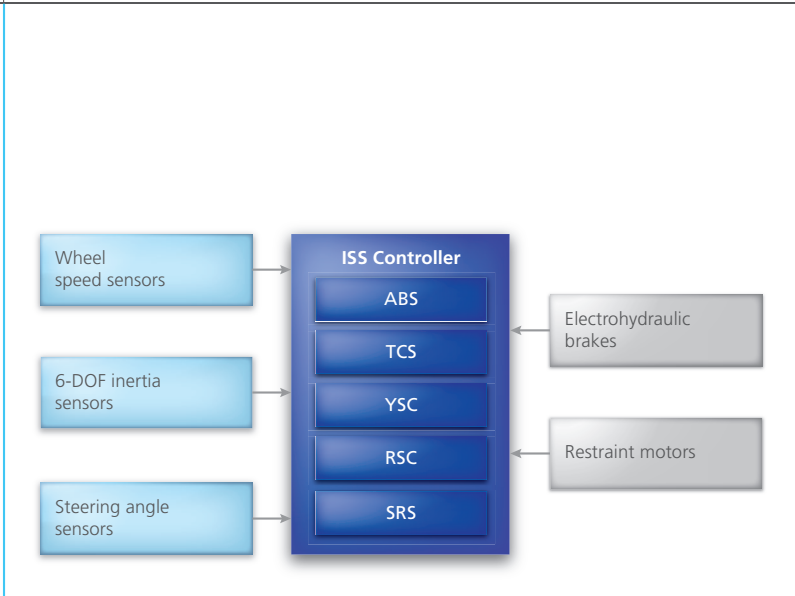 Wheel
speed sensors
6-DOF inertia
sensors
Steering angle
sensors
ISS Controller
ABS
TCS
YSC
RSC
SRS
Electrohydraulic
brakes
Restraint motors